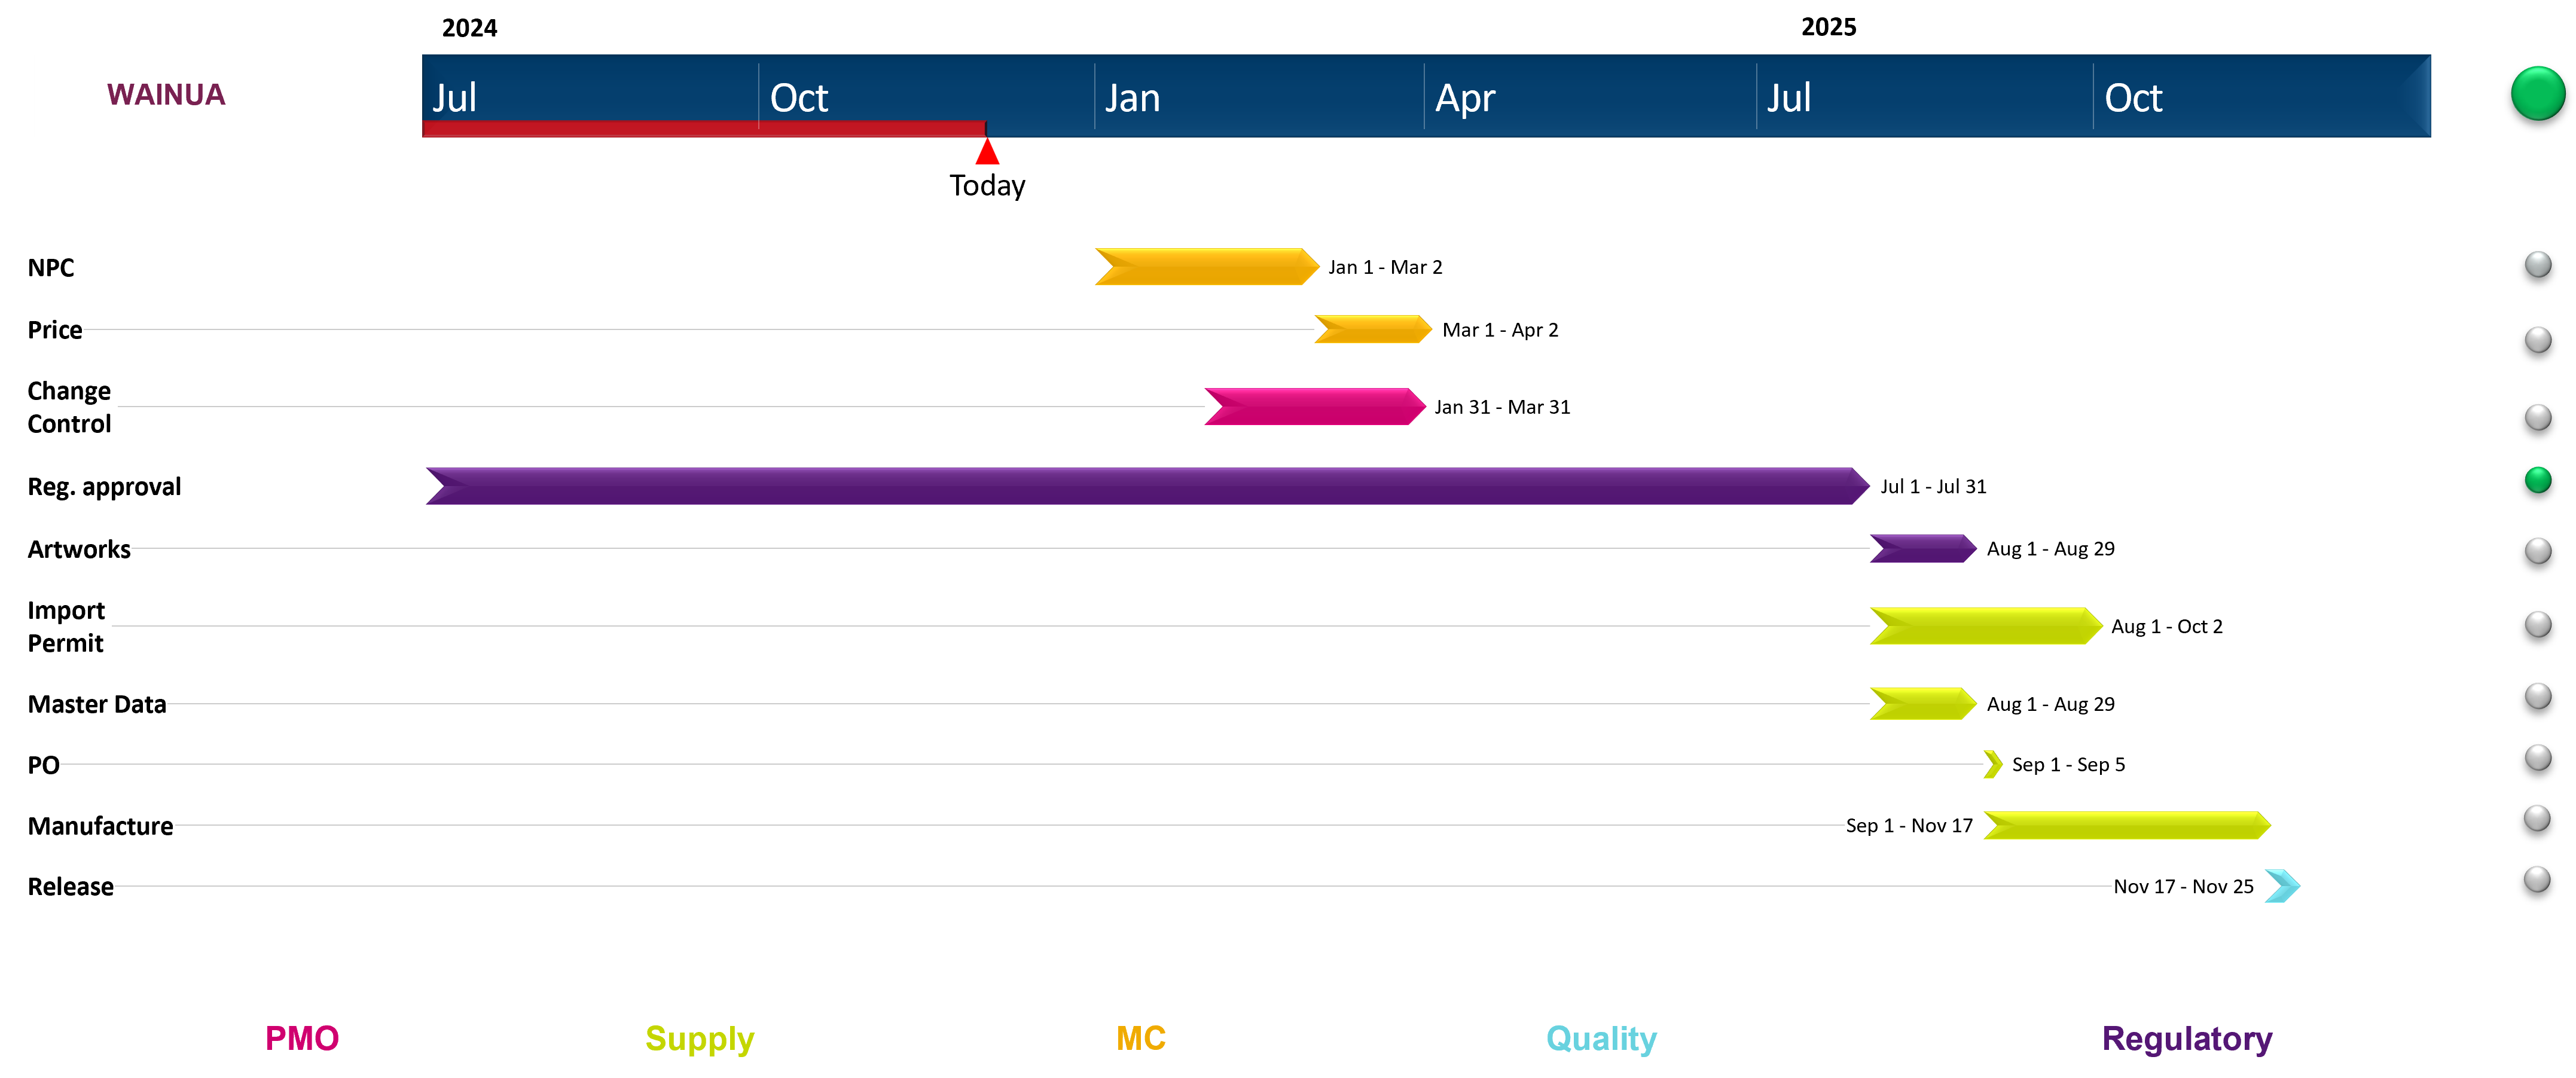 2024 2025
WAINUA
Jul Oct Jan Apr Jul Oct
Today
NPC Jan 1 - Mar 2
Price Mar 1 - Apr 2
Change
Control
Jan 31 - Mar 31
Reg. approval Jul 1 - Jul 31
Artworks Aug 1 - Aug 29
Import
Permit
Aug 1 - Oct 2
Master Data Aug 1 - Aug 29
PO Sep 1 - Sep 5
Manufacture Sep 1 - Nov 17
Release Nov 17 - Nov 25
PMO Supply MC Quality Regulatory